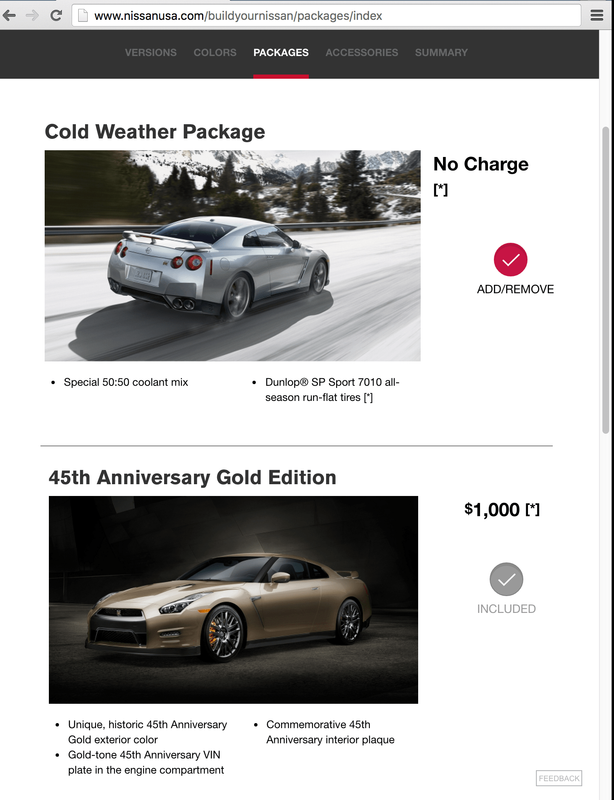 www.nissanusa.com/buildyournissan/packages/index
VERSIONS COLORS PACKAGES ACCESSORIES SUMMARY
Cold Weather Package
No Charge
[*]
ADD/REMOVE
• Special 50:50 coolant mix
• Dunlop® SP Sport 7010 all-
season run-flat tires [*]
45th Anniversary Gold Edition
$1,000 [*]
INCLUDED
• Unique, historic 45th Anniversary
Gold exterior color
• Gold-tone 45th Anniversary VIN
plate in the engine compartment
• Commemorative 45th
Anniversary interior plaque
FEEDBACK